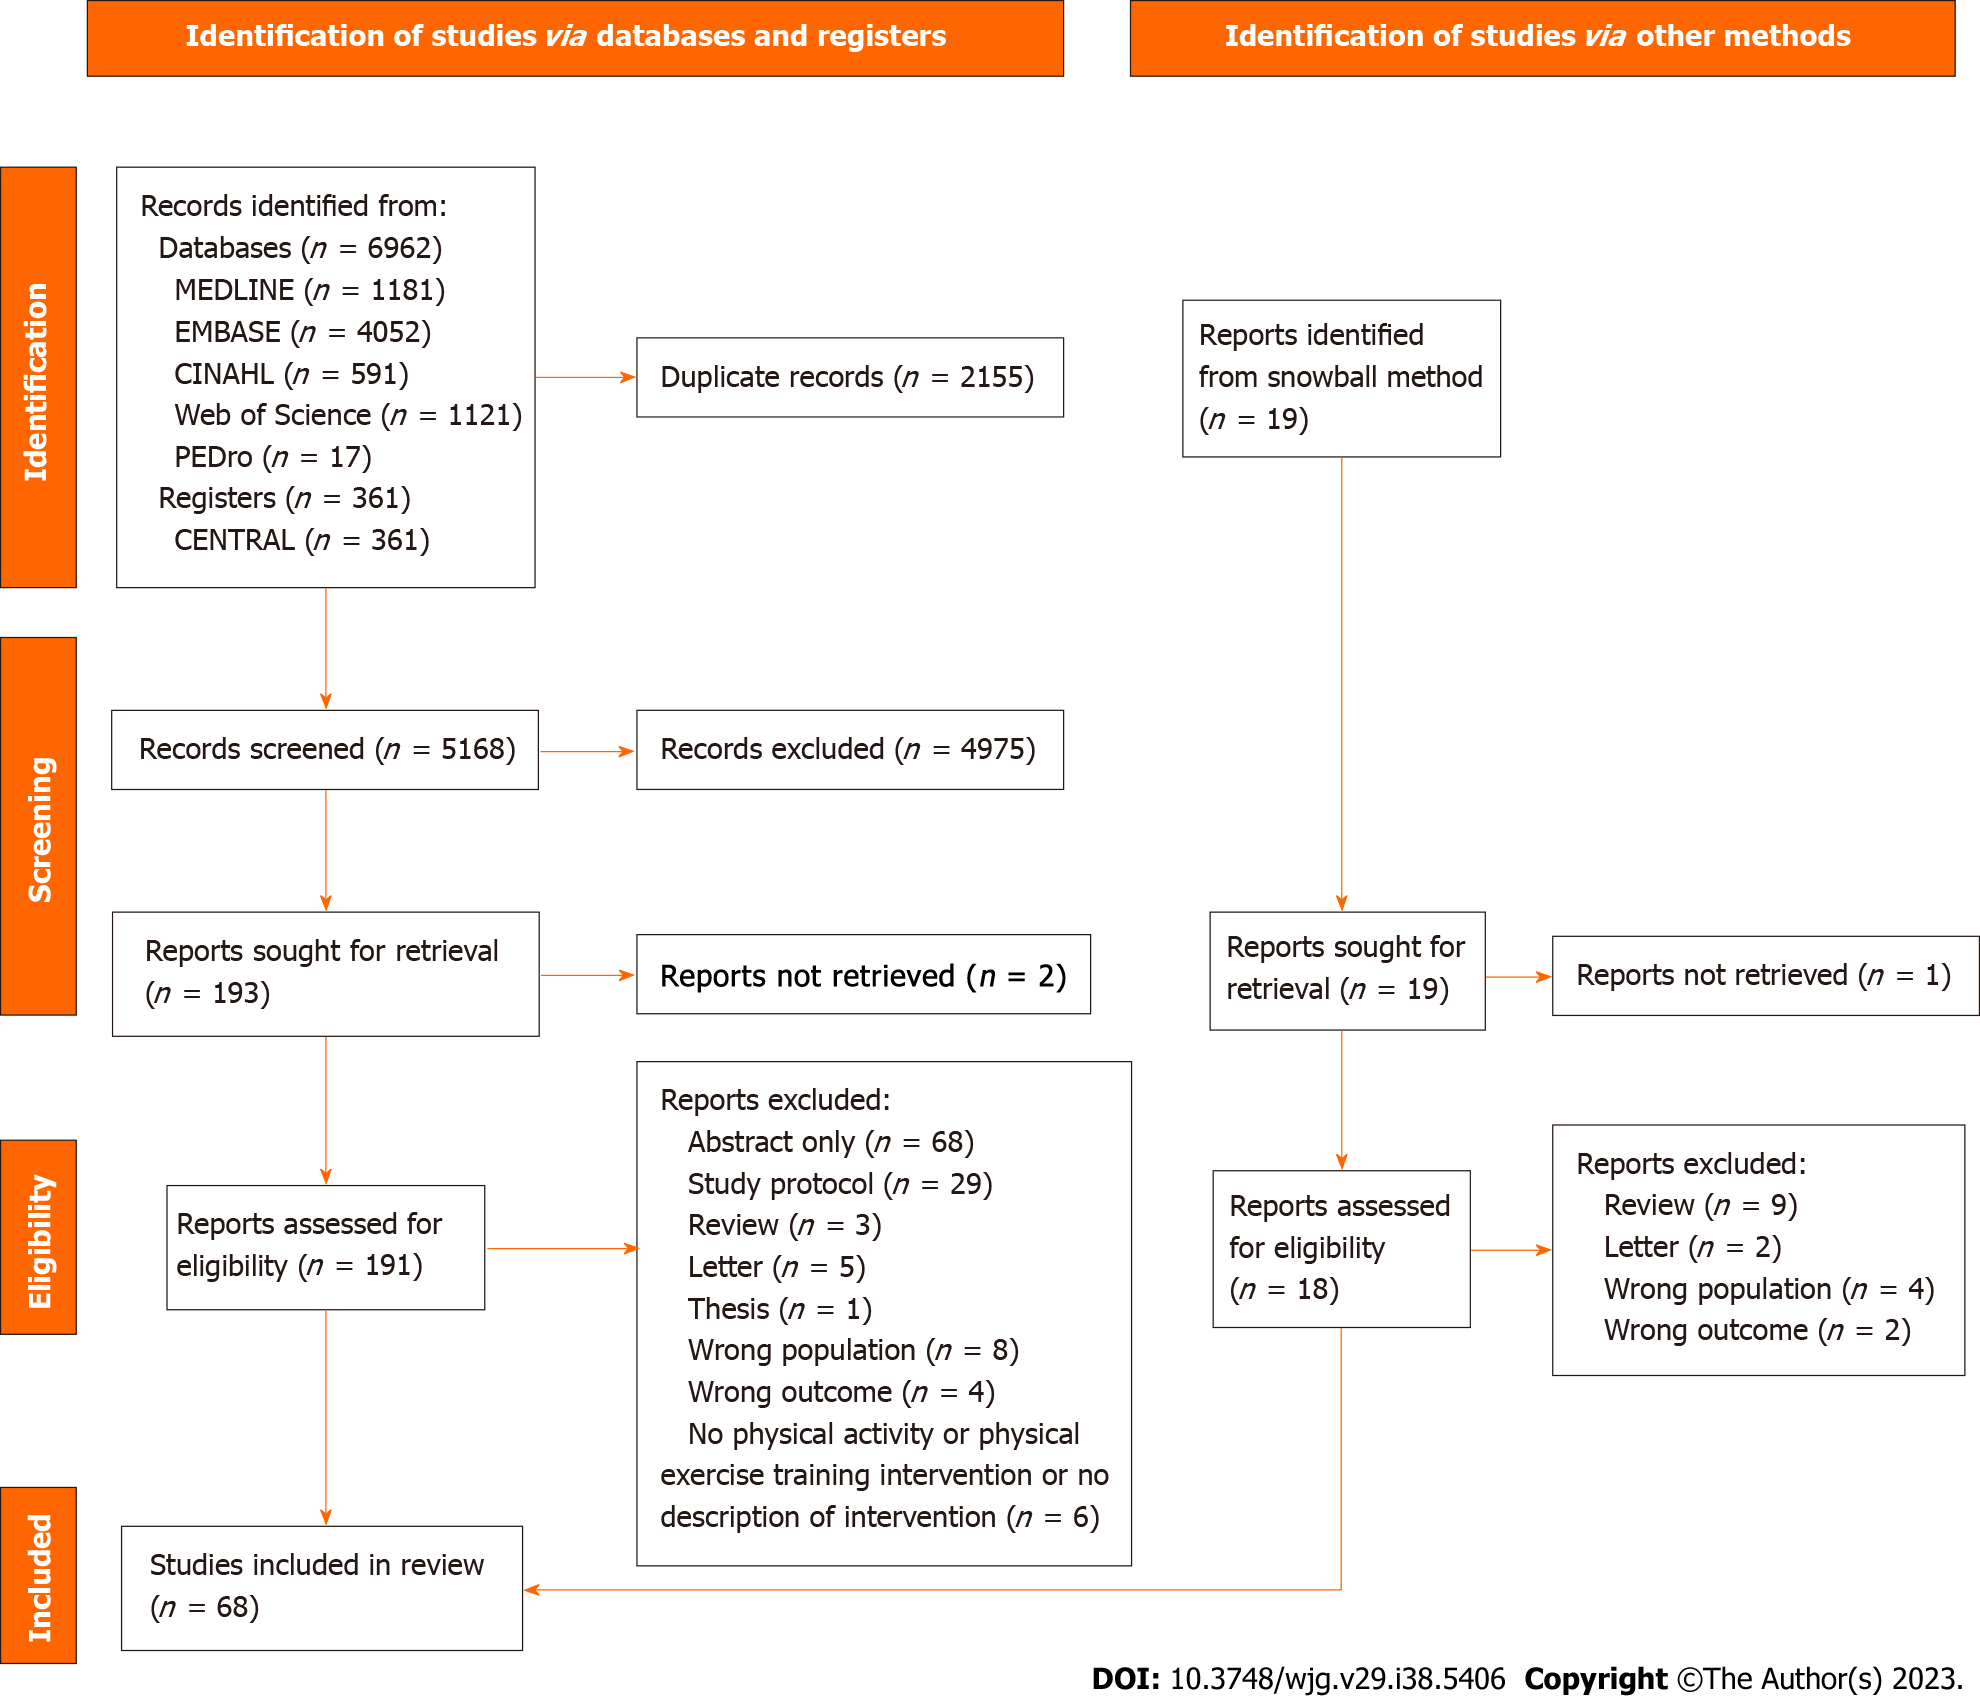 Identification of studies via databases and registers
Identification of studies via other methods
Identification
Records identified from:
Databases (n = 6962)
MEDLINE (n = 1181)
EMBASE (n = 4052)
CINAHL (n = 591)
Web of Science (n = 1121)
PEDro (n = 17)
Registers (n = 361)
CENTRAL (n = 361)
Duplicate records (n = 2155)
Reports identified
from snowball method
(n = 19)
Screening
Records screened (n = 5168)
Records excluded (n = 4975)
Reports sought for retrieval
(n = 193)
Reports not retrieved (n = 2)
Reports sought for
retrieval (n = 19)
Reports not retrieved (n = 1)
Eligibility
Reports assessed for
eligibility (n = 191)
Reports excluded:
Abstract only (n = 68)
Study protocol (n = 29)
Review (n = 3)
Letter (n = 5)
Thesis (n = 1)
Wrong population (n = 8)
Wrong outcome (n = 4)
No physical activity or physical
exercise training intervention or no
description of intervention (n = 6)
Reports assessed
for eligibility
(n = 18)
Reports excluded:
Review (n = 9)
Letter (n = 2)
Wrong population (n = 4)
Wrong outcome (n = 2)
Included
Studies included in review
(n = 68)
DOI: 10.3748/wjg.v29.i38.5406 Copyright ©The Author(s) 2023.